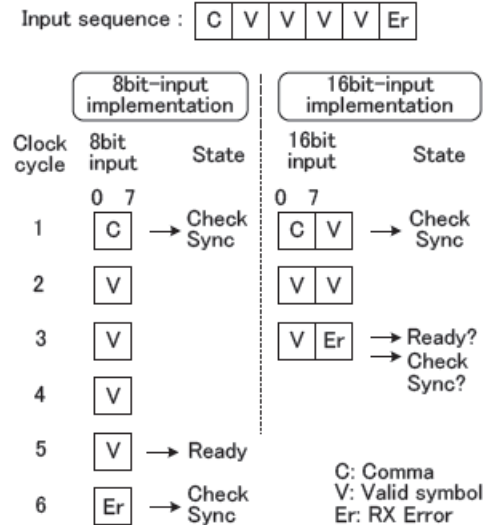 Input sequence : C V V V V Er
8bit-input implementation
16bit-input implementation
Clock cycle
8bit input
State
16bit input
State
0 7
0 7
1 C → Check Sync C V → Check Sync
2 V V V
3 V V Er → Ready? → Check Sync?
4 V
5 V → Ready
6 Er → Check Sync
C: Comma
V: Valid symbol
Er: RX Error